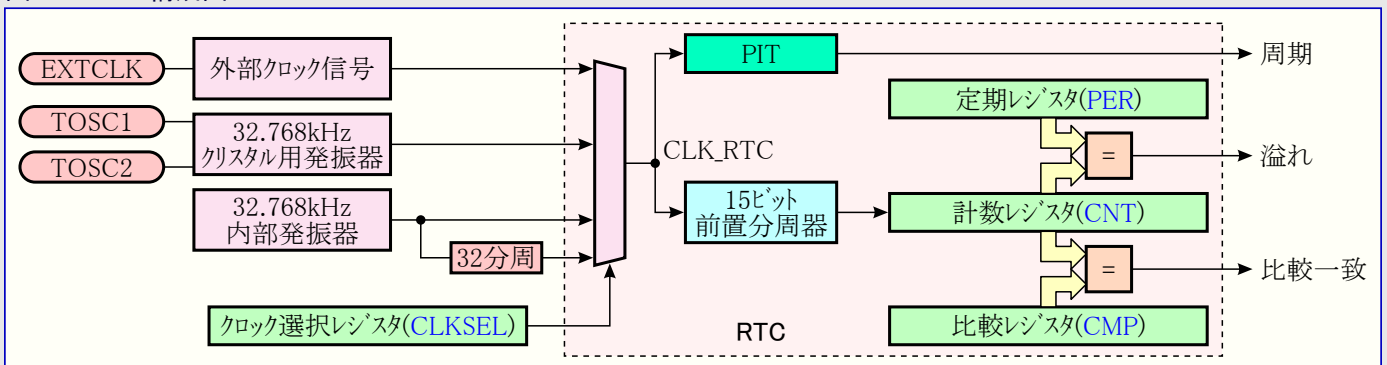 EXTCLK
外部クロック信号
TOSC1
TOSC2
32.768kHz
クリスタル用発振器
32.768kHz
内部発振器
32分周
クロック選択レジスタ(CLKSEL)
CLK_RTC
PIT
15ビット
前置分周器
定期レジスタ(PER)
=
計数レジスタ(CNT)
=
比較レジスタ(CMP)
RTC
周期
溢れ
比較一致